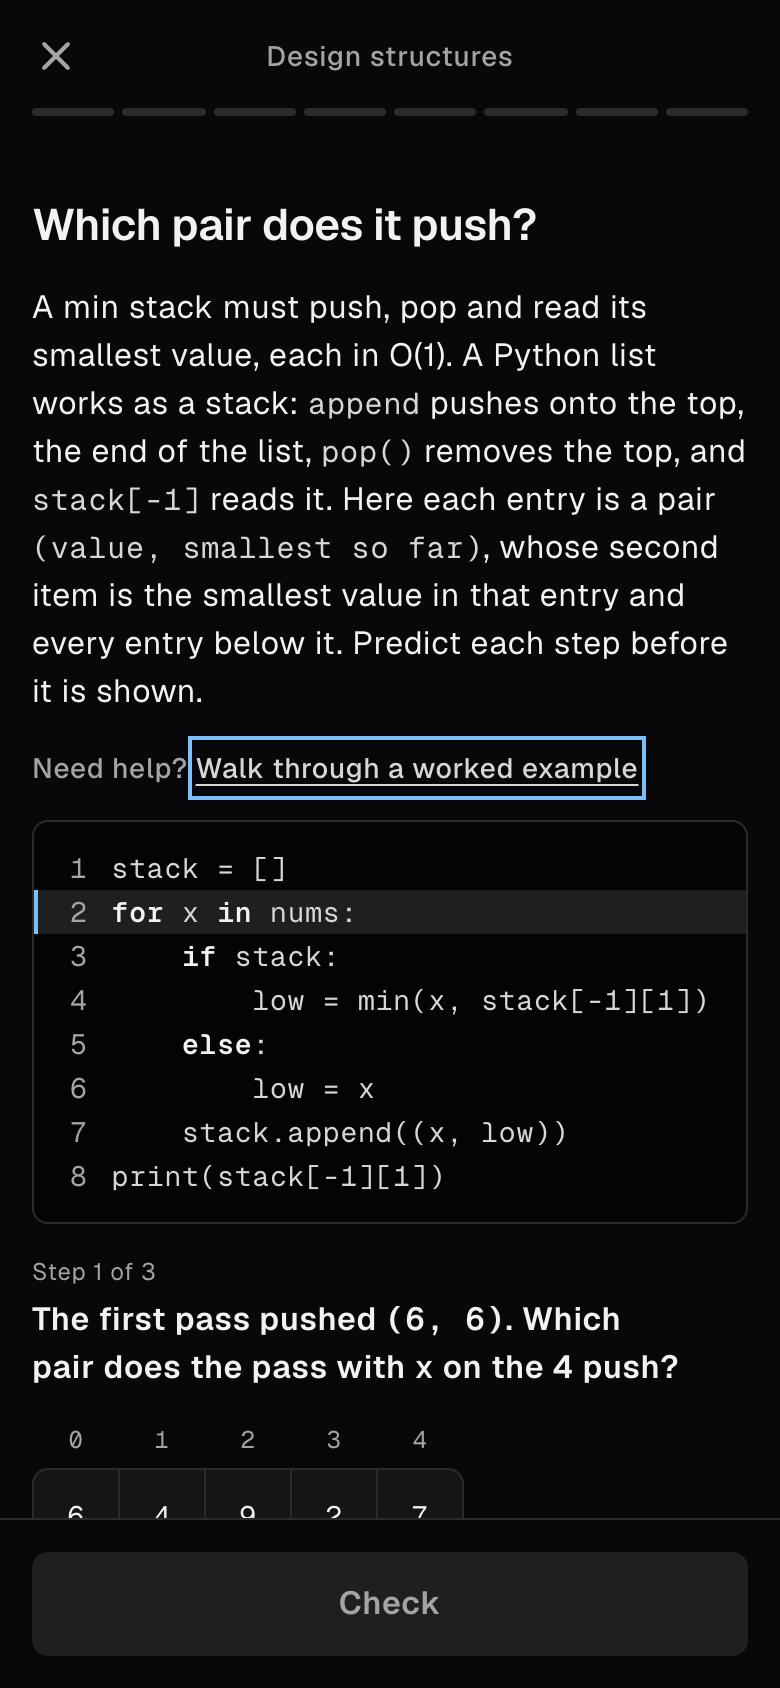 Design structures
Which pair does it push?
A min stack must push, pop and read its
smallest value, each in O(1). A Python list
works as a stack: append pushes onto the top,
the end of the list, pop() removes the top, and
stack[-1] reads it. Here each entry is a pair
(value, smallest so far), whose second
item is the smallest value in that entry and
every entry below it. Predict each step before
it is shown.
Need help? Walk through a worked example
1 stack = []
2 for x in nums:
3     if stack:
4         low = min(x, stack[-1][1])
5     else:
6         low = x
7     stack.append((x, low))
8 print(stack[-1][1])
Step 1 of 3
The first pass pushed (6, 6). Which
pair does the pass with x on the 4 push?
0 1 2 3 4
6 4 9 2 7
Check